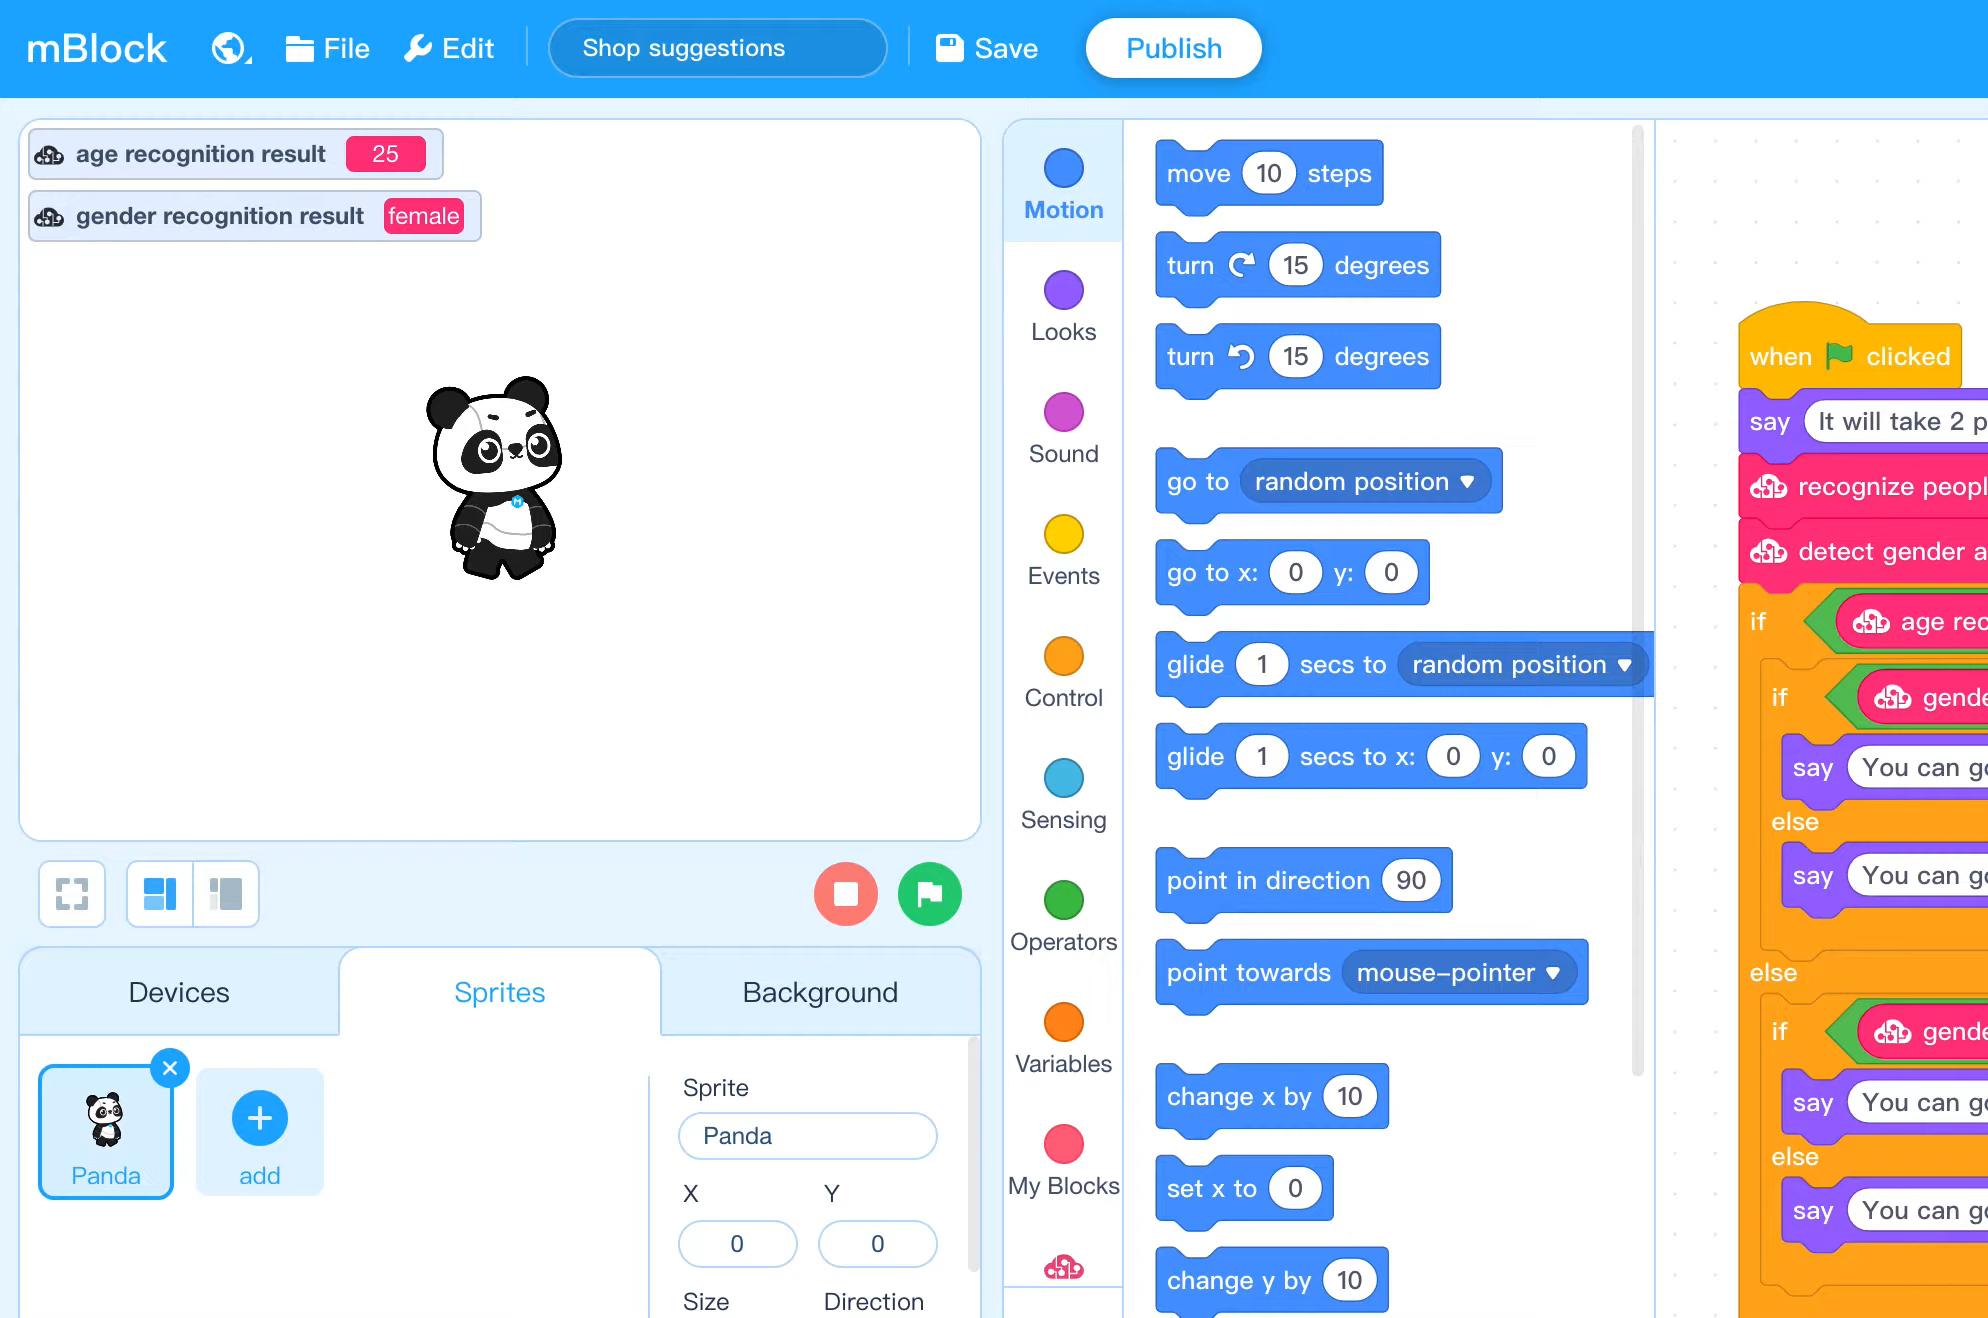 mBlock
File
Edit
Shop suggestions
Save
Publish
age recognition result 25
gender recognition result female
Devices
Sprites
Background
Panda
add
Sprite
Panda
X
Y
0
0
Size
Direction
Motion
Looks
Sound
Events
Control
Sensing
Operators
Variables
My Blocks
move 10 steps
turn 15 degrees
turn 15 degrees
go to random position
go to x: 0 y: 0
glide 1 secs to random position
glide 1 secs to x: 0 y: 0
point in direction 90
point towards mouse-pointer
change x by 10
set x to 0
change y by 10
when clicked
say It will take 2 p
recognize peopl
detect gender a
if age rec
if gende
say You can go
else
say You can go
else
if gende
say You can go
else
say You can go